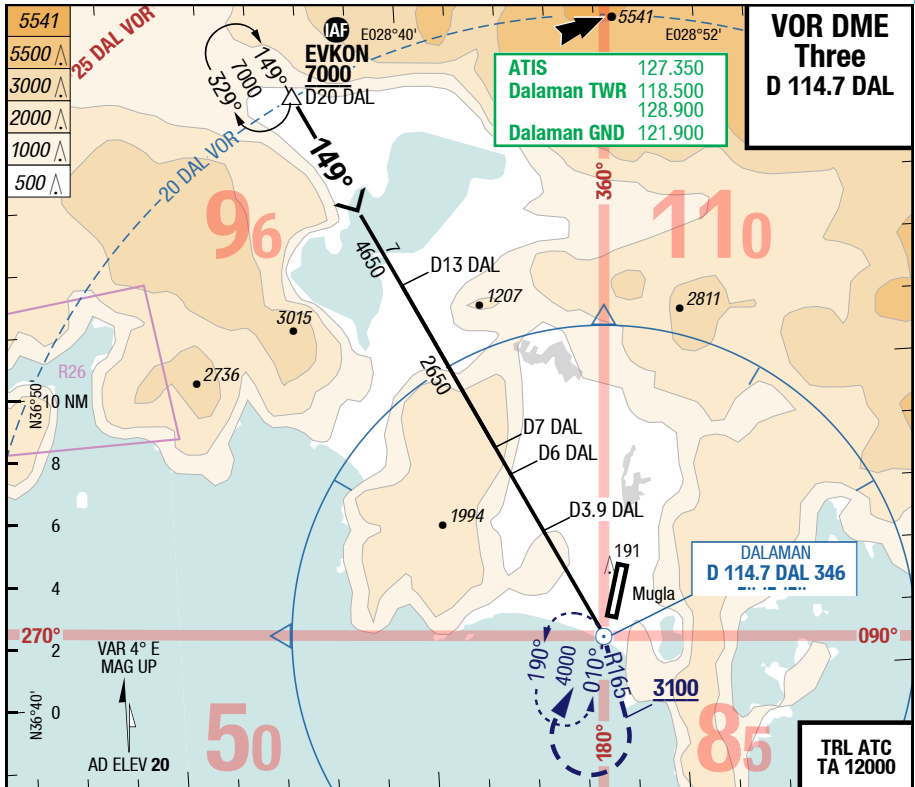 5541
5500
3000
2000
1000
500
25 DAL VOR
20 DAL VOR
149°
7000
329°
IAF
EVKON
7000
D20 DAL
E028°40'
5541
E028°52'
VOR DME
Three
D 114.7 DAL
ATIS 127.350
Dalaman TWR 118.500
128.900
Dalaman GND 121.900
149°
360°
96
110
7
4650
D13 DAL
1207
2811
3015
2736
2650
R26
N36°50'
10 NM
8
6
4
2
0
D7 DAL
D6 DAL
D3.9 DAL
1994
191
Mugla
DALAMAN
D 114.7 DAL 346
270°
090°
VAR 4° E
MAG UP
190°
4000
010°
R165
3100
N36°40'
50
180°
85
AD ELEV 20
TRL ATC
TA 12000